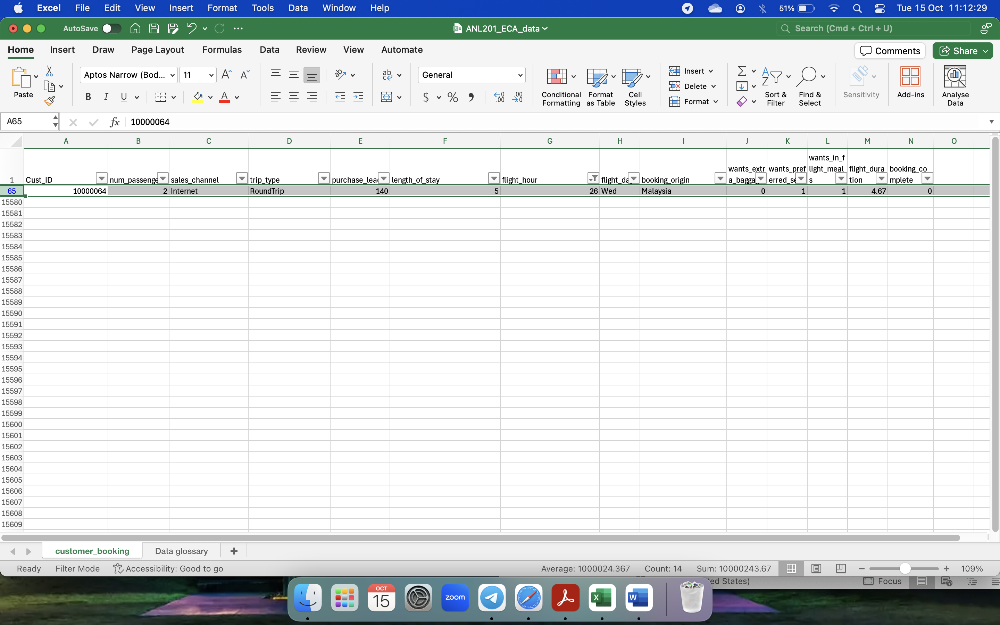 Excel File Edit View Insert Format Tools Data Window Help 51% Tue 15 Oct 11:12:29
AutoSave ANL201_ECA_data Search (Cmd + Ctrl + U)
Home Insert Draw Page Layout Formulas Data Review View Automate Comments Share
Paste Aptos Narrow (Bod... 11 General Conditional Formatting Format as Table Cell Styles Insert Delete Format Sort & Filter Find & Select Sensitivity Add-ins Analyse Data
A65 fx 10000064
A B C D E F G H I J K L M N O
1 Cust_ID num_passenge sales_channel trip_type purchase_lea length_of_stay flight_hour flight_da booking_origin wants_extr a_bagga wants_pref erred_se wants_in_f light_meal s flight_dura tion booking_co mplete
65 10000064 2 Internet RoundTrip 140 5 26 Wed Malaysia 0 1 1 4.67 0
15580
15581
15582
15583
15584
15585
15586
15587
15588
15589
15590
15591
15592
15593
15594
15595
15596
15597
15598
15599
15600
15601
15602
15603
15604
15605
15606
15607
15608
15609
customer_booking Data glossary +
Ready Filter Mode Accessibility: Good to go Average: 1000024.367 Count: 14 Sum: 10000243.67 109%
ed States) Focus
OCT
15
zoom
X
W